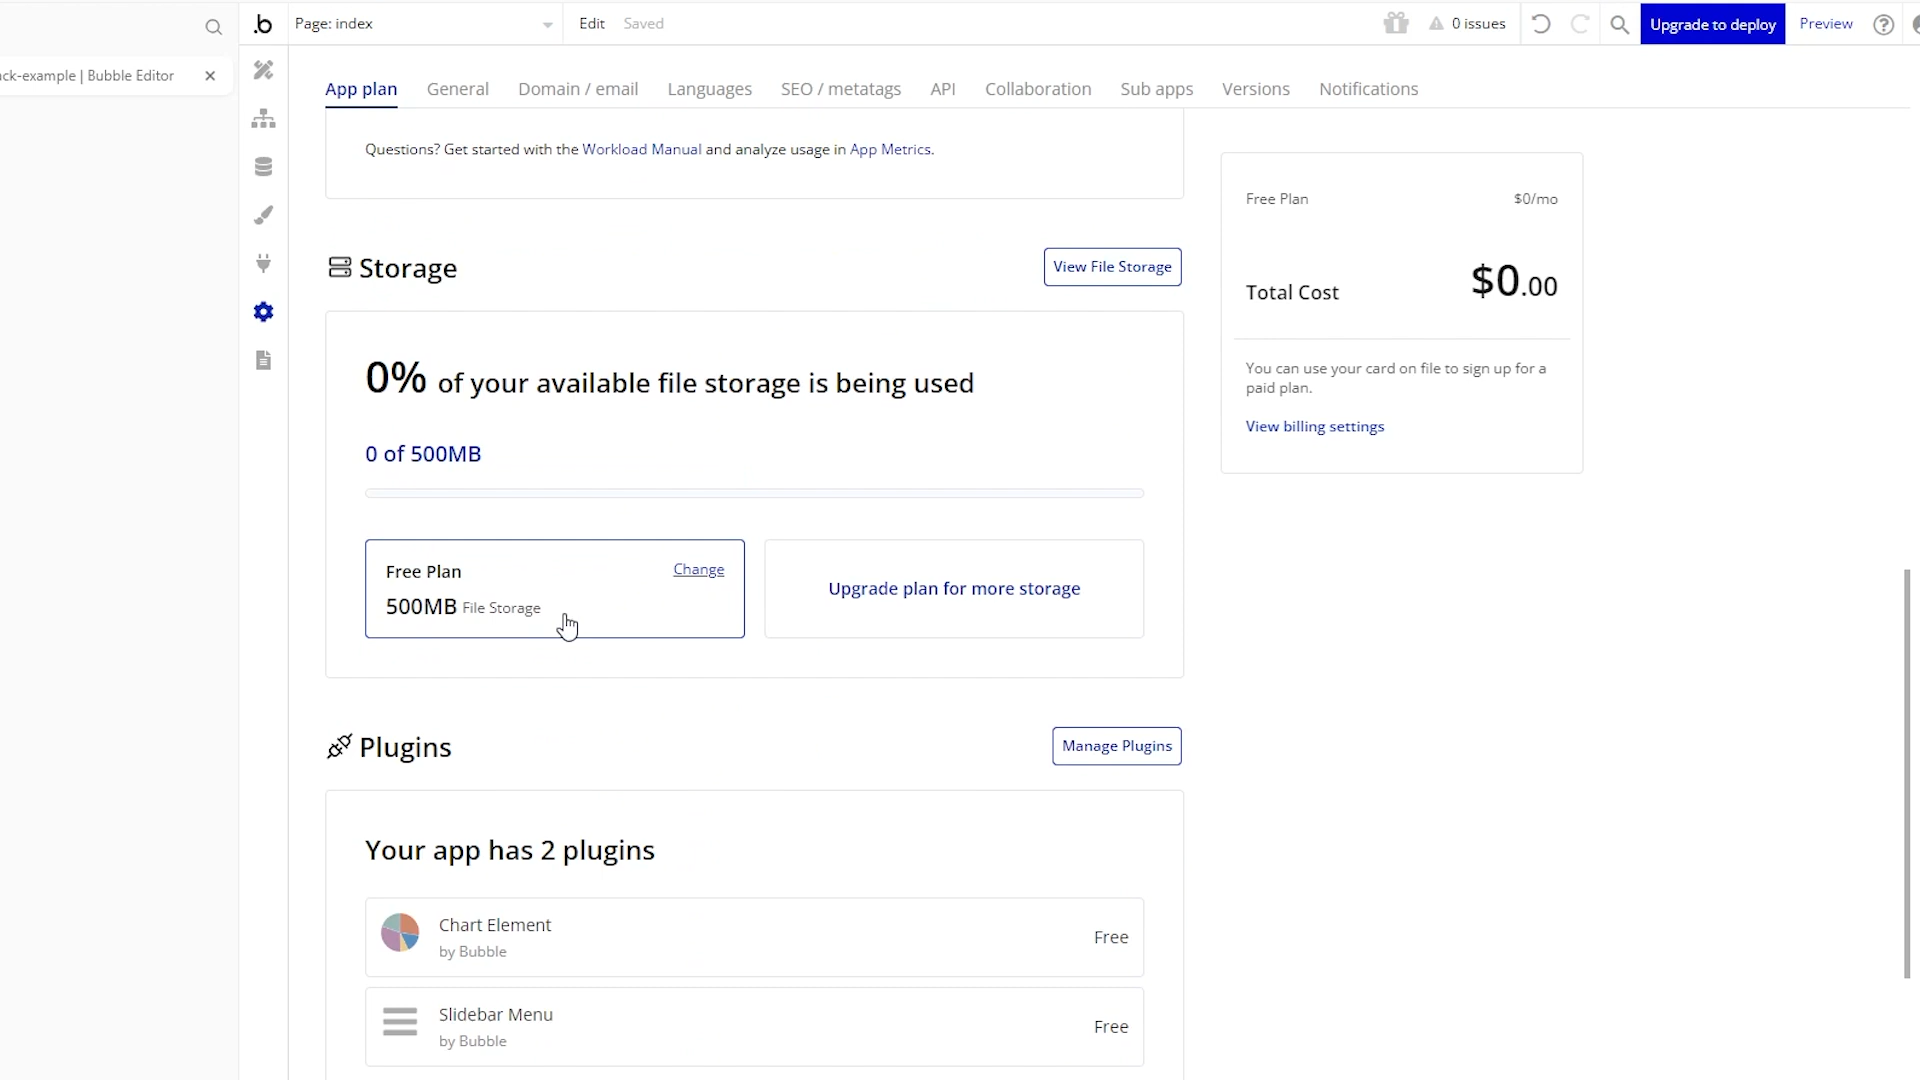 Page: index
Edit
Saved
0 issues
Upgrade to deploy
Preview
ck-example | Bubble Editor
App plan
General
Domain / email
Languages
SEO / metatags
API
Collaboration
Sub apps
Versions
Notifications
Questions? Get started with the Workload Manual and analyze usage in App Metrics.
Free Plan
$0/mo
Total Cost
$0.00
You can use your card on file to sign up for a
paid plan.
View billing settings
Storage
View File Storage
0% of your available file storage is being used
0 of 500MB
Free Plan
Change
500MB File Storage
Upgrade plan for more storage
Plugins
Manage Plugins
Your app has 2 plugins
Chart Element
by Bubble
Free
Slidebar Menu
by Bubble
Free